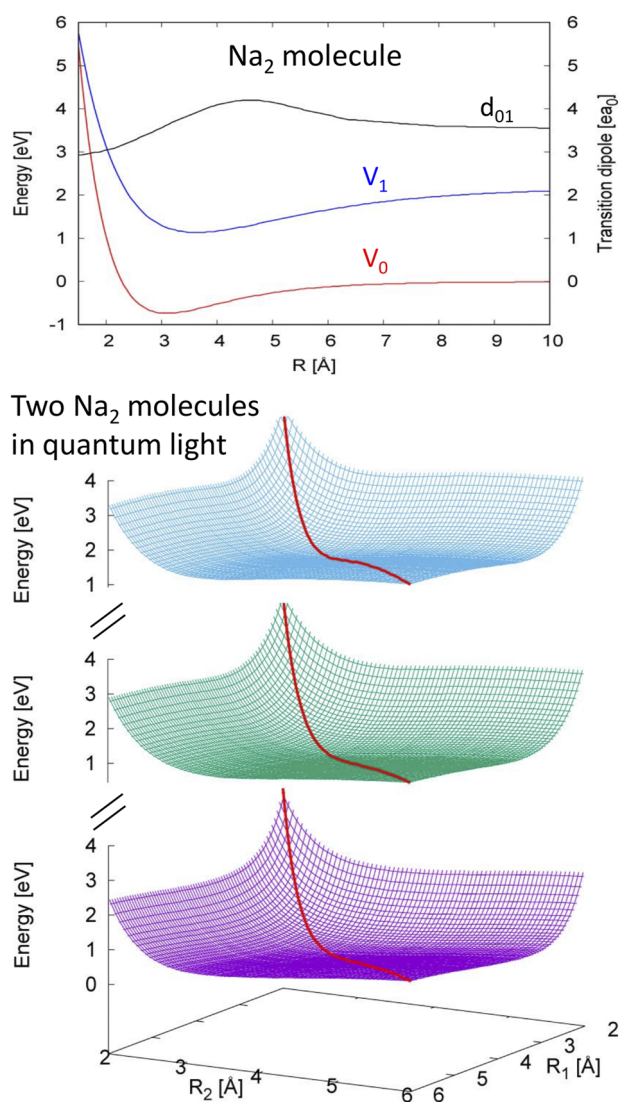 Na2 molecule
Energy [eV]
6
5
4
3
2
1
0
-1
d01
V1
V0
6
5
4
3
2
1
0
Transition dipole [ea0]
2 3 4 5 6 7 8 9 10
R [Å]
Two Na2 molecules
in quantum light
Energy [eV]
4
3
2
1
Energy [eV]
4
3
2
1
Energy [eV]
4
3
2
1
0
2 3 4 5 6
R2 [Å]
6 5 4 3 2
R1 [Å]